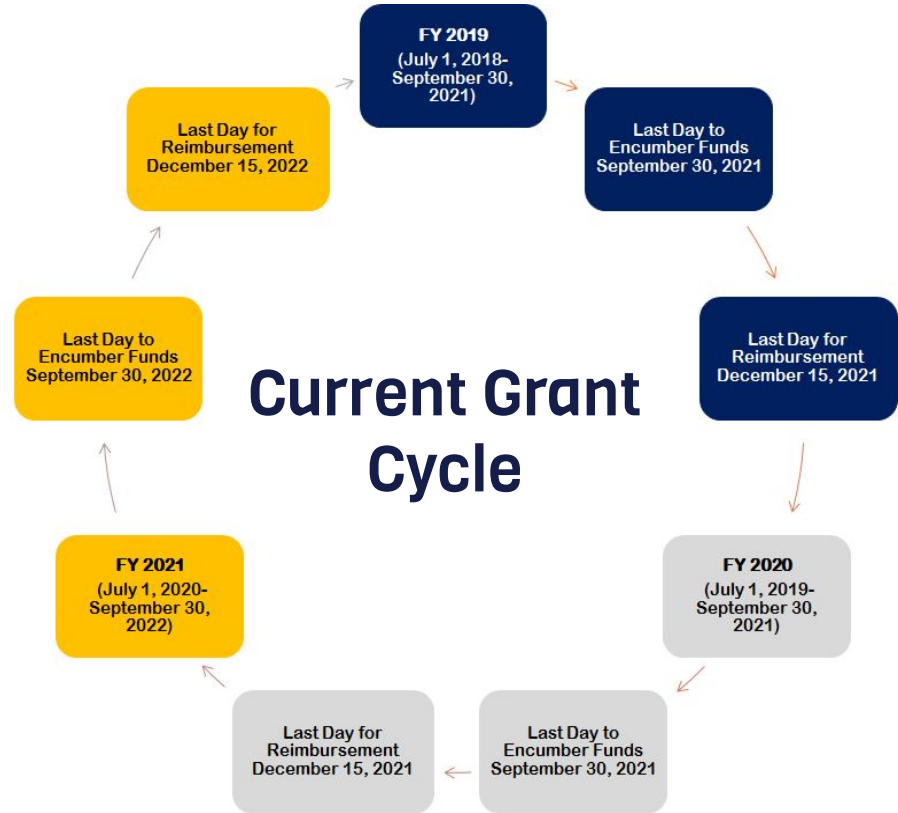 FY 2019
(July 1, 2018-
September 30,
2021)
Last Day to
Encumber Funds
September 30, 2021
Last Day for
Reimbursement
December 15, 2021
FY 2020
(July 1, 2019-
September 30,
2021)
Last Day to
Encumber Funds
September 30, 2021
Last Day for
Reimbursement
December 15, 2021
FY 2021
(July 1, 2020-
September 30,
2022)
Last Day to
Encumber Funds
September 30, 2022
Last Day for
Reimbursement
December 15, 2022
Current Grant
Cycle